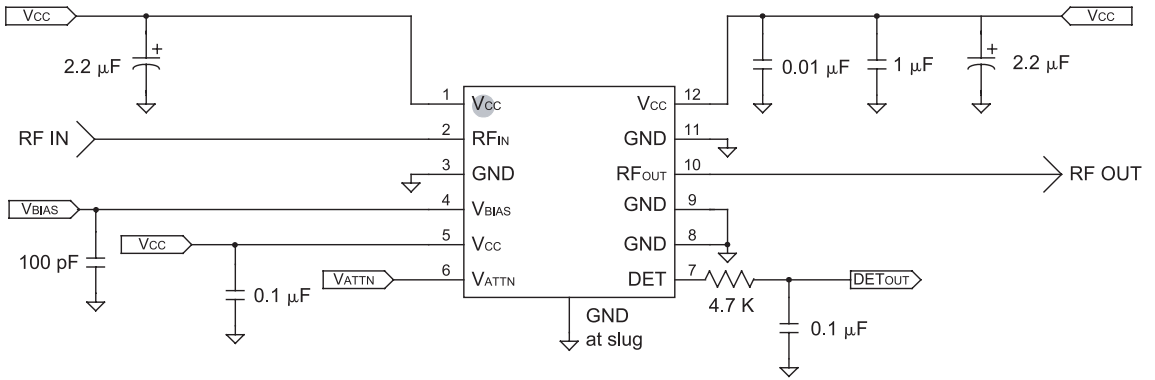 VCC
VCC
2.2 μF
0.01 μF
1 μF
2.2 μF
1
VCC
VCC
12
RF IN
2
RFIN
GND
11
3
GND
RFOUT
10
RF OUT
VBIAS
4
VBIAS
GND
9
VCC
5
VCC
GND
8
100 pF
VATTN
6
VATTN
DET
7
DETOUT
0.1 μF
4.7 K
GND
at slug
0.1 μF